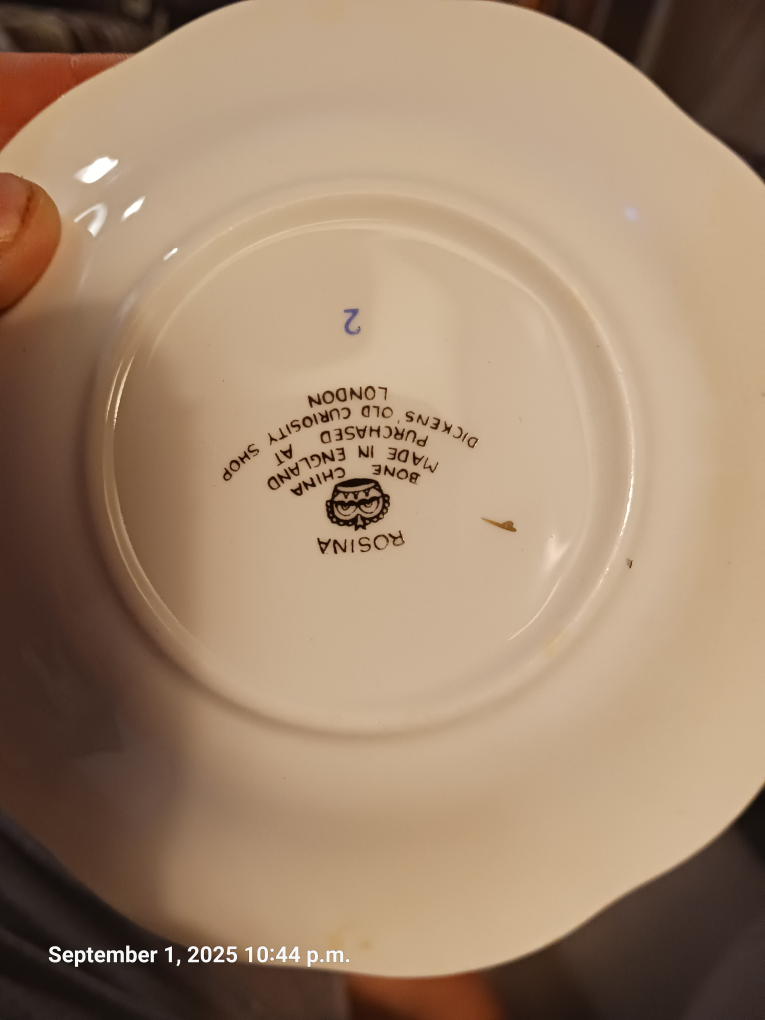 ROSINA
BONE CHINA
MADE IN ENGLAND
PURCHASED AT
DICKENS' OLD CURIOSITY SHOP
LONDON
2
September 1, 2025 10:44 p.m.